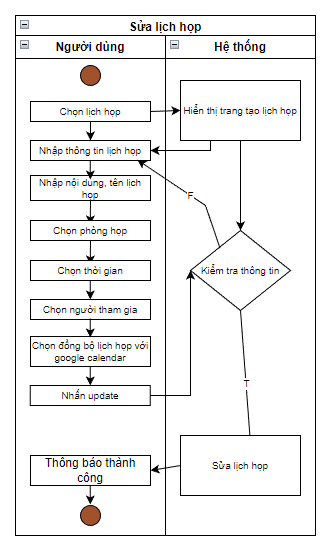 Sửa lịch họp
Người dùng
Hệ thống
Chọn lịch họp
Hiển thị trang tạo lịch họp
Nhập thông tin lịch họp
Nhập nội dung, tên lịch
họp
F
Chọn phòng họp
Chọn thời gian
Kiểm tra thông tin
Chọn người tham gia
Chọn đồng bộ lịch họp với
google calendar
T
Nhấn update
Thông báo thành
công
Sửa lịch họp